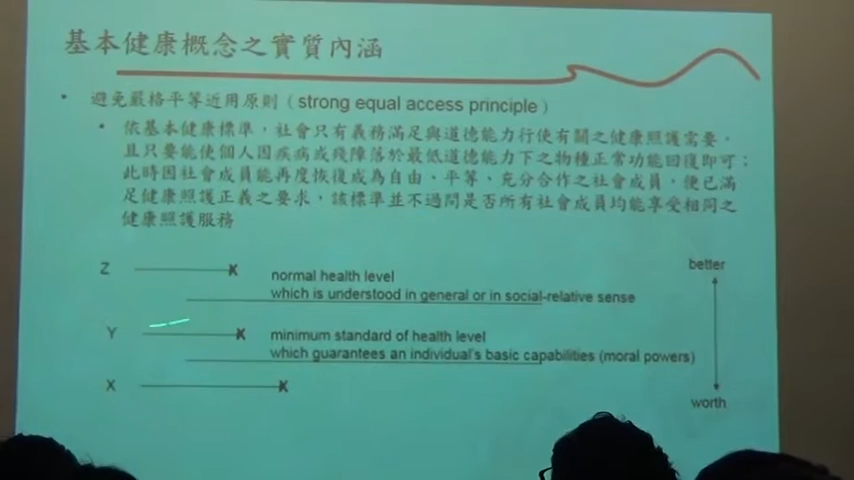 基本健康概念之實質內涵
• 避免嚴格平等近用原則（strong equal access principle）
• 依基本健康標準，社會只有義務滿足與道德能力行使有關之健康照護需要，
且只要能使個人因疾病或殘障落於最低道德能力下之物種正常功能回復即可；
此時因社會成員能再度恢復成為自由、平等、充分合作之社會成員，便已滿
足健康照護正義之要求，該標準並不過問是否所有社會成員均能享受相同之
健康照護服務
better
Z X normal health level
which is understood in general or in social-relative sense
Y X minimum standard of health level
which guarantees an individual's basic capabilities (moral powers)
X X
worth